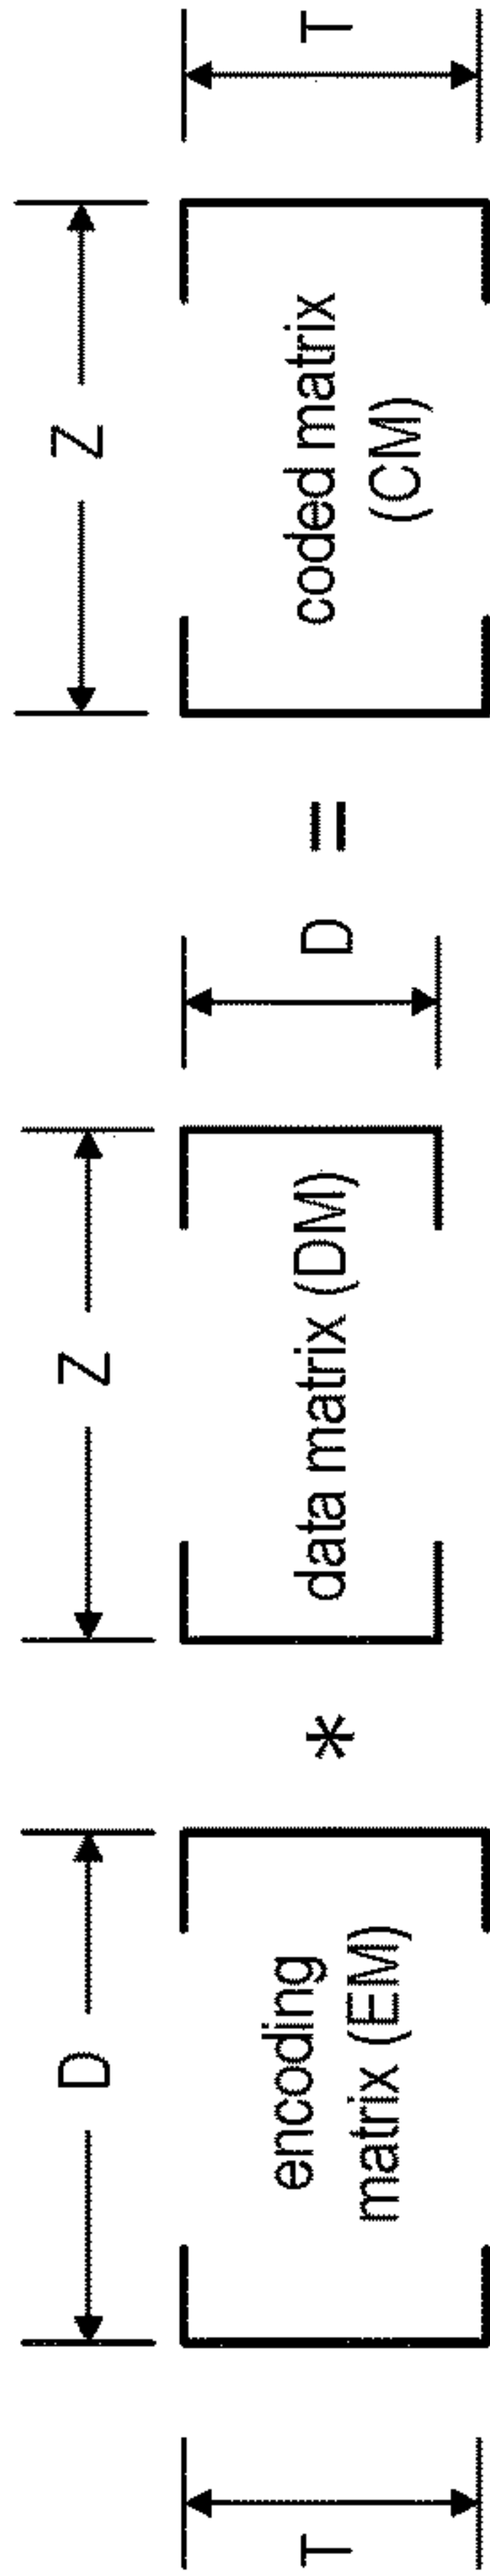 T
D
encoding
matrix (EM)
*
Z
data matrix (DM)
D
=
Z
coded matrix
(CM)
T